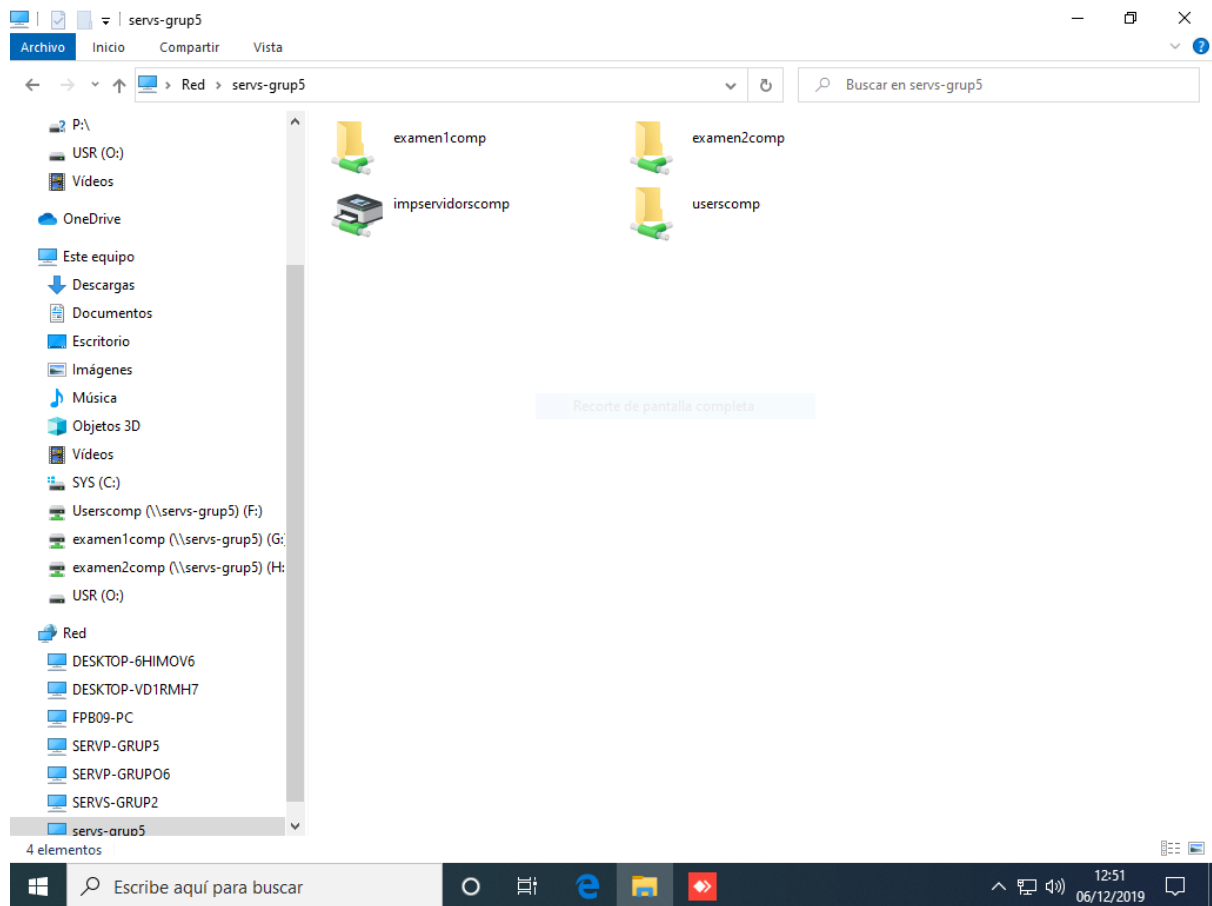 servs-grup5
Archivo Inicio Compartir Vista
Red servs-grup5
Buscar en servs-grup5
P:\
USR (O:)
Vídeos
OneDrive
Este equipo
Descargas
Documentos
Escritorio
Imágenes
Música
Objetos 3D
Vídeos
SYS (C:)
Userscomp (\\servs-grup5) (F:)
examen1comp (\\servs-grup5) (G:)
examen2comp (\\servs-grup5) (H:
USR (O:)
Red
DESKTOP-6HIMOV6
DESKTOP-VD1RMH7
FPB09-PC
SERVP-GRUP5
SERVP-GRUPO6
SERVS-GRUP2
servs-grup5
examen1comp
examen2comp
impservidorscomp
userscomp
Recorte de pantalla completa
4 elementos
Escribe aquí para buscar
12:51
06/12/2019